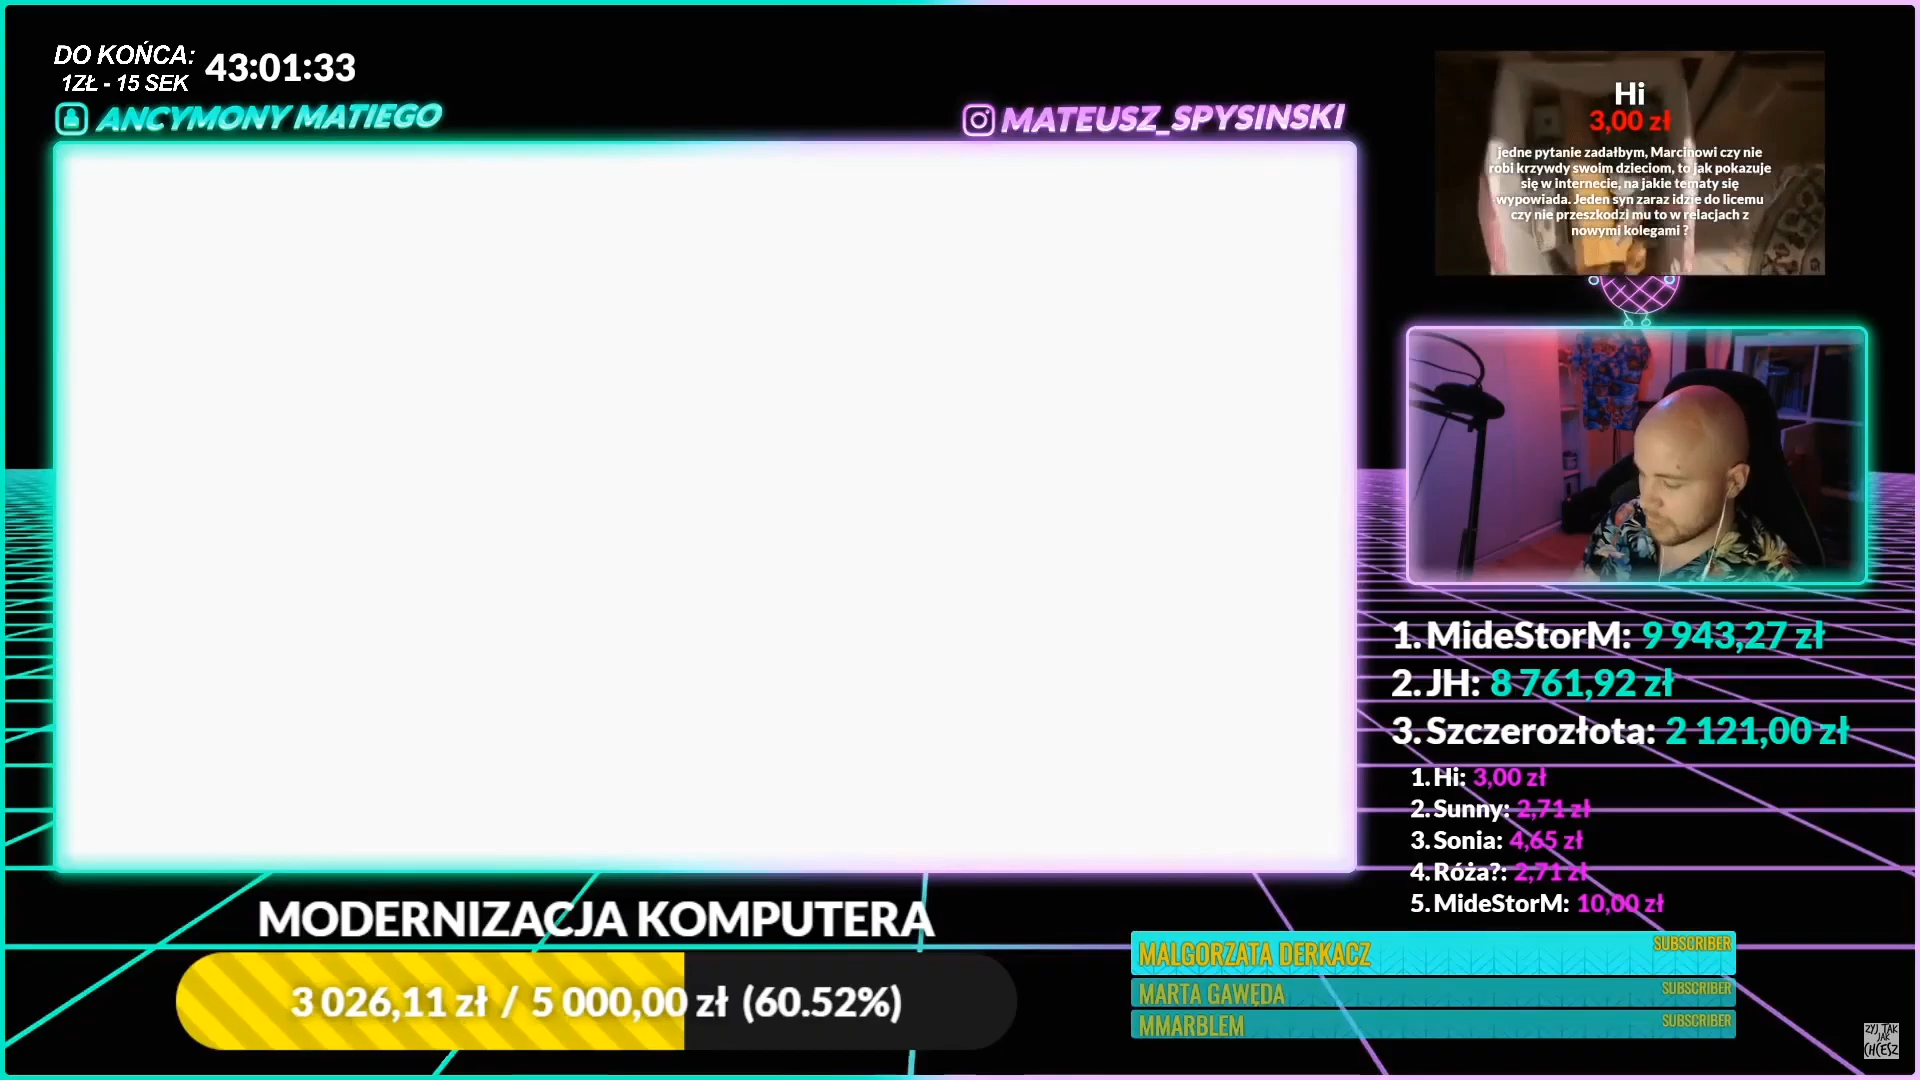 DO KOŃCA:
1ZŁ - 15 SEK
43:01:33
ANCYMONY MATIEGO
MATEUSZ_SPYSINSKI
Hi
3,00 zł
jedne pytanie zadałbym, Marcinowi czy nie
robi krzywdy swoim dzieciom, to jak pokazuje
się w internecie, na jakie tematy się
wypowiada. Jeden syn zaraz idzie do licemu
czy nie przeszkodzi mu to w relacjach z
nowymi kolegami ?
1. MideStorM: 9 943,27 zł
2. JH: 8 761,92 zł
3. Szczerozłota: 2 121,00 zł
1. Hi: 3,00 zł
2. Sunny: 2,71 zł
3. Sonia: 4,65 zł
4. Róża?: 2,71 zł
5. MideStorM: 10,00 zł
MODERNIZACJA KOMPUTERA
3 026,11 zł / 5 000,00 zł (60.52%)
MALGORZATA DERKACZ SUBSCRIBER
MARTA GAWĘDA SUBSCRIBER
MMARBLEM SUBSCRIBER
ŻYJ TAK
JAK
CHCESZ